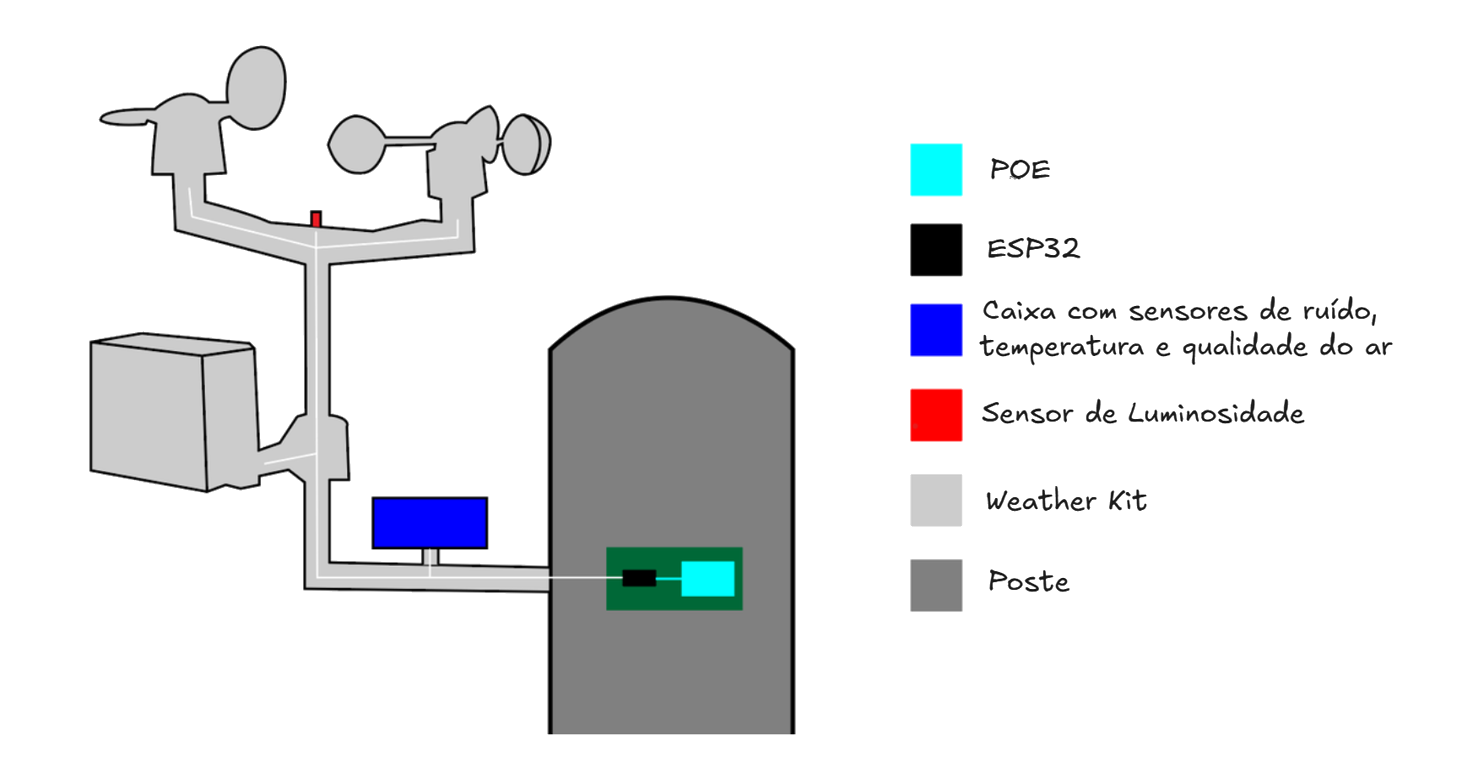 POE
ESP32
Caixa com sensores de ruído,
temperatura e qualidade do ar
Sensor de Luminosidade
Weather Kit
Poste